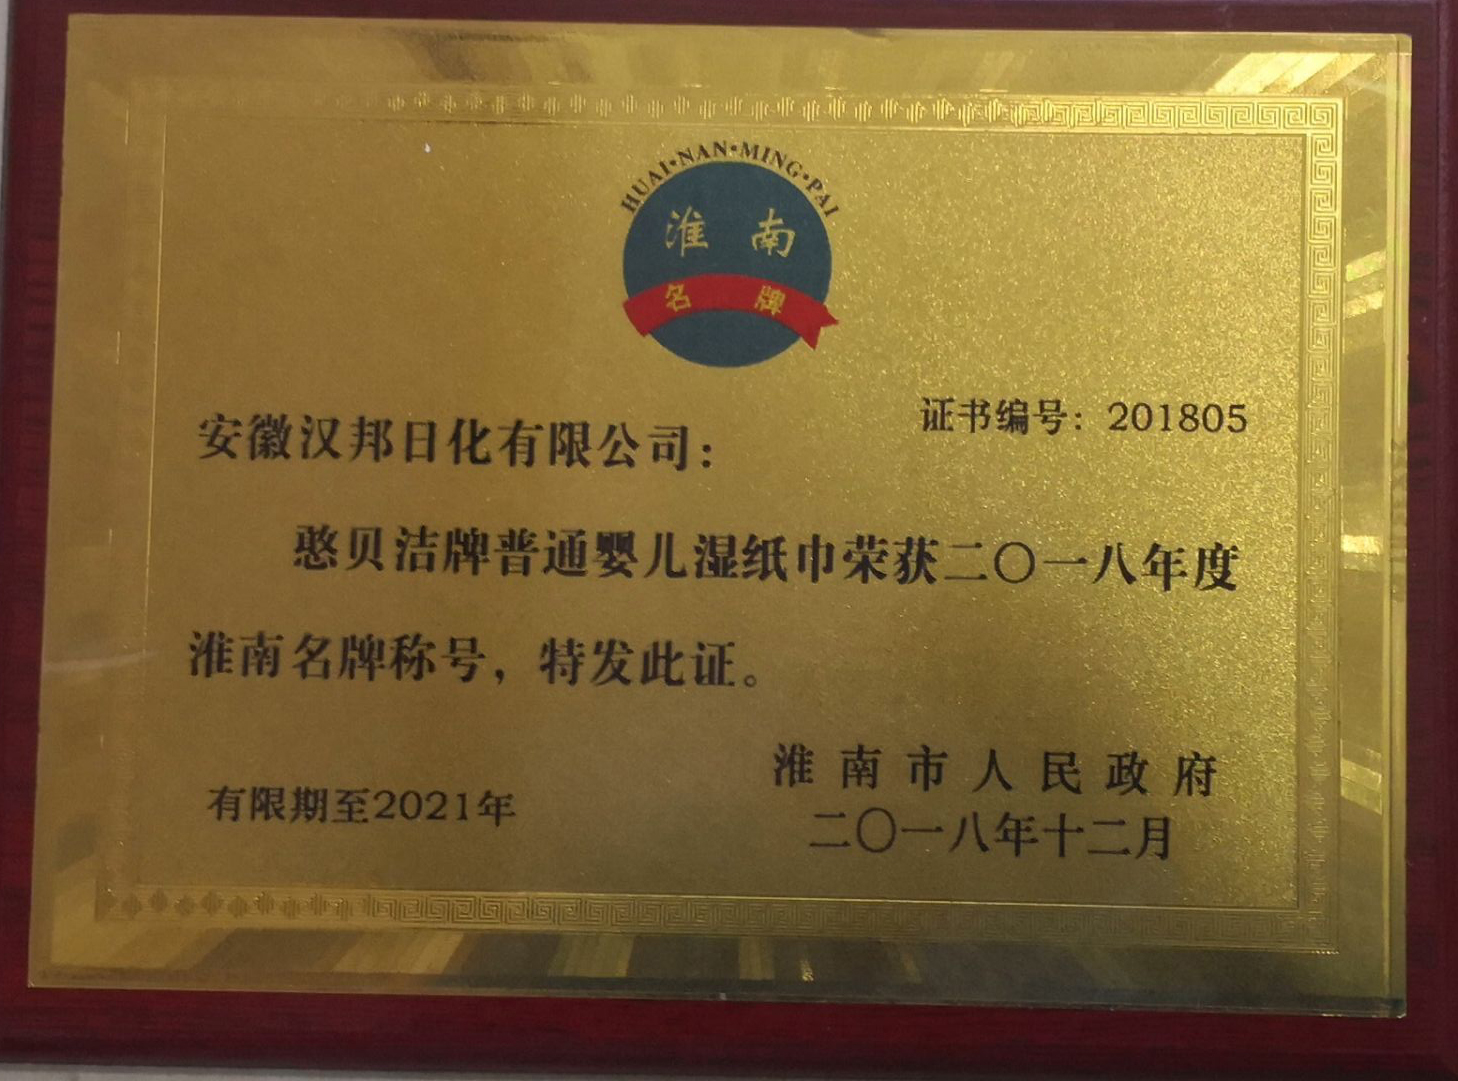 HUAI·NAN·MING·PAI
淮南
名牌
证书编号：201805
安徽汉邦日化有限公司：
憨贝洁牌普通婴儿湿纸巾荣获二〇一八年度
淮南名牌称号，特发此证。
淮南市人民政府
有限期至2021年
二〇一八年十二月